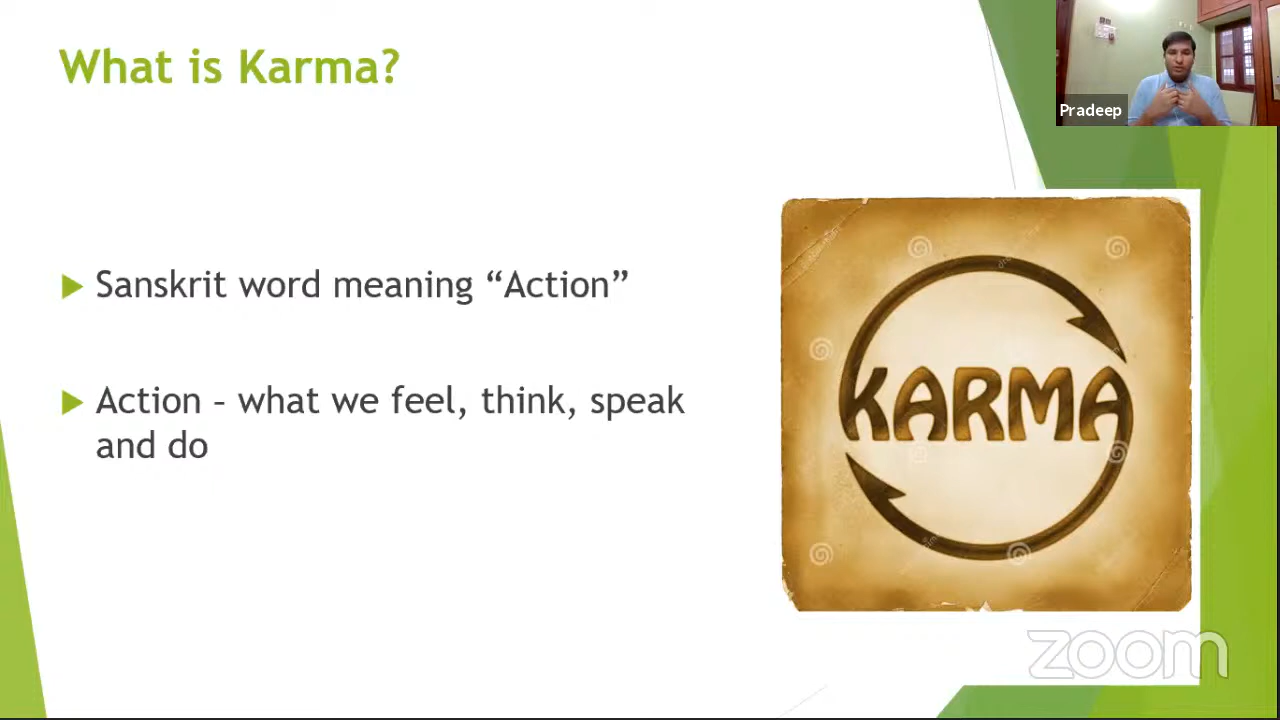 What is Karma?
Pradeep
Sanskrit word meaning “Action”
Action – what we feel, think, speak
and do
KARMA
zoom